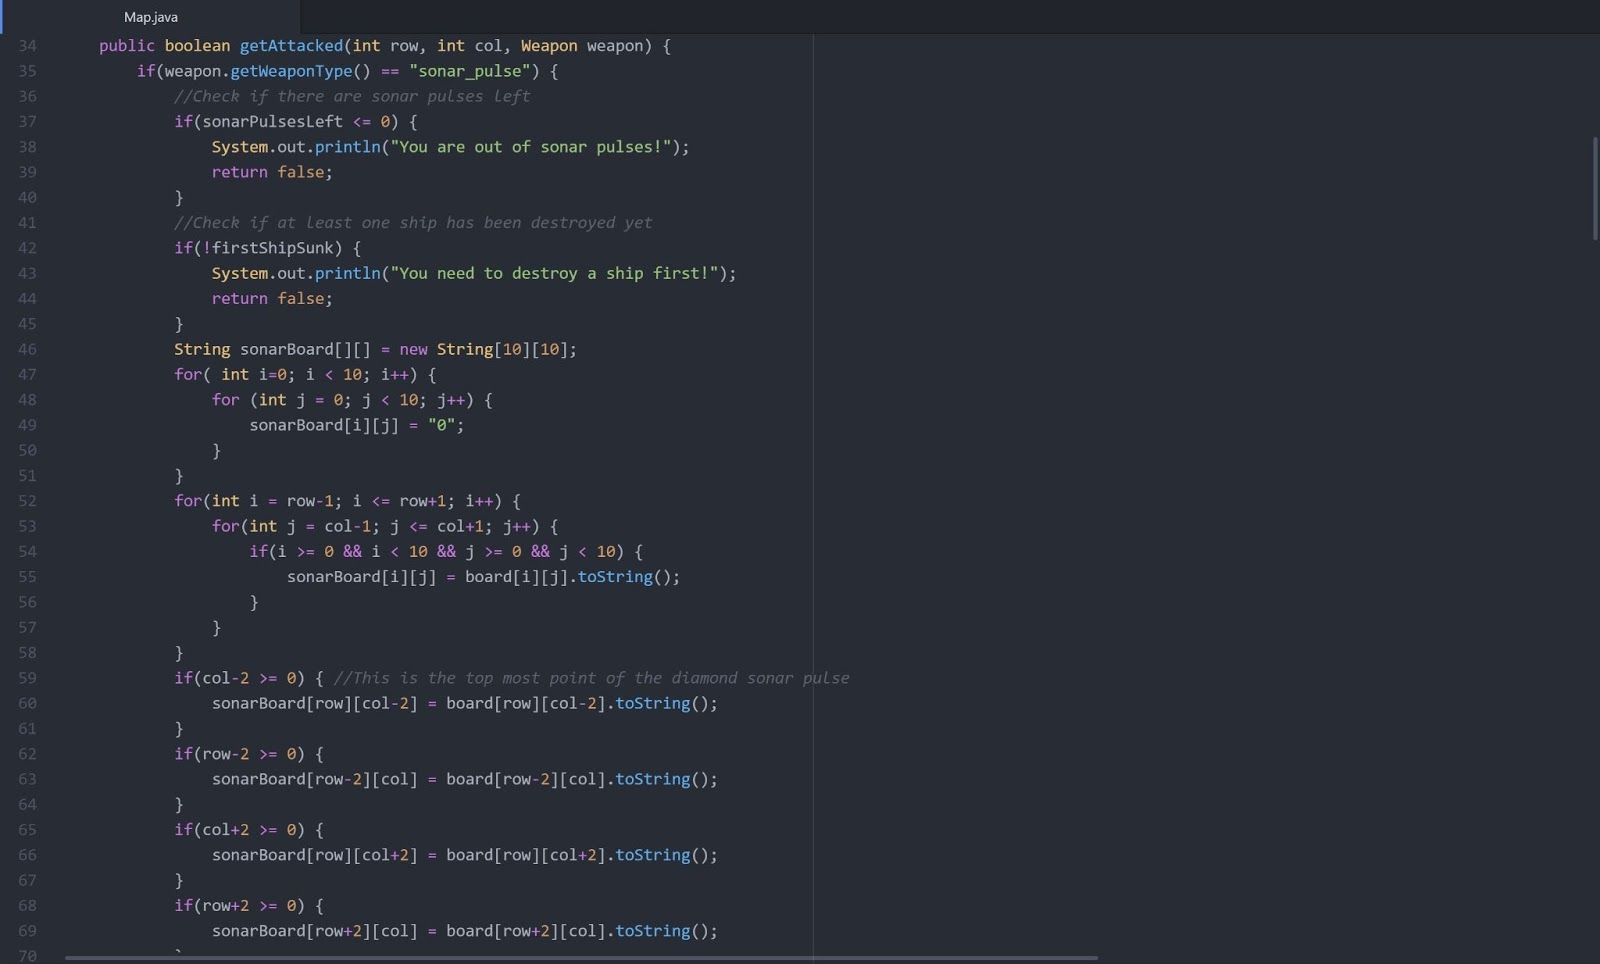 Map.java
34 public boolean getAttacked(int row, int col, Weapon weapon) {
35 if(weapon.getWeaponType() == "sonar_pulse") {
36 //Check if there are sonar pulses left
37 if(sonarPulsesLeft <= 0) {
38 System.out.println("You are out of sonar pulses!");
39 return false;
40 }
41 //Check if at least one ship has been destroyed yet
42 if(!firstShipSunk) {
43 System.out.println("You need to destroy a ship first!");
44 return false;
45 }
46 String sonarBoard[][] = new String[10][10];
47 for( int i=0; i < 10; i++) {
48 for (int j = 0; j < 10; j++) {
49 sonarBoard[i][j] = "0";
50 }
51 }
52 for(int i = row-1; i <= row+1; i++) {
53 for(int j = col-1; j <= col+1; j++) {
54 if(i >= 0 && i < 10 && j >= 0 && j < 10) {
55 sonarBoard[i][j] = board[i][j].toString();
56 }
57 }
58 }
59 if(col-2 >= 0) { //This is the top most point of the diamond sonar pulse
60 sonarBoard[row][col-2] = board[row][col-2].toString();
61 }
62 if(row-2 >= 0) {
63 sonarBoard[row-2][col] = board[row-2][col].toString();
64 }
65 if(col+2 >= 0) {
66 sonarBoard[row][col+2] = board[row][col+2].toString();
67 }
68 if(row+2 >= 0) {
69 sonarBoard[row+2][col] = board[row+2][col].toString();
70